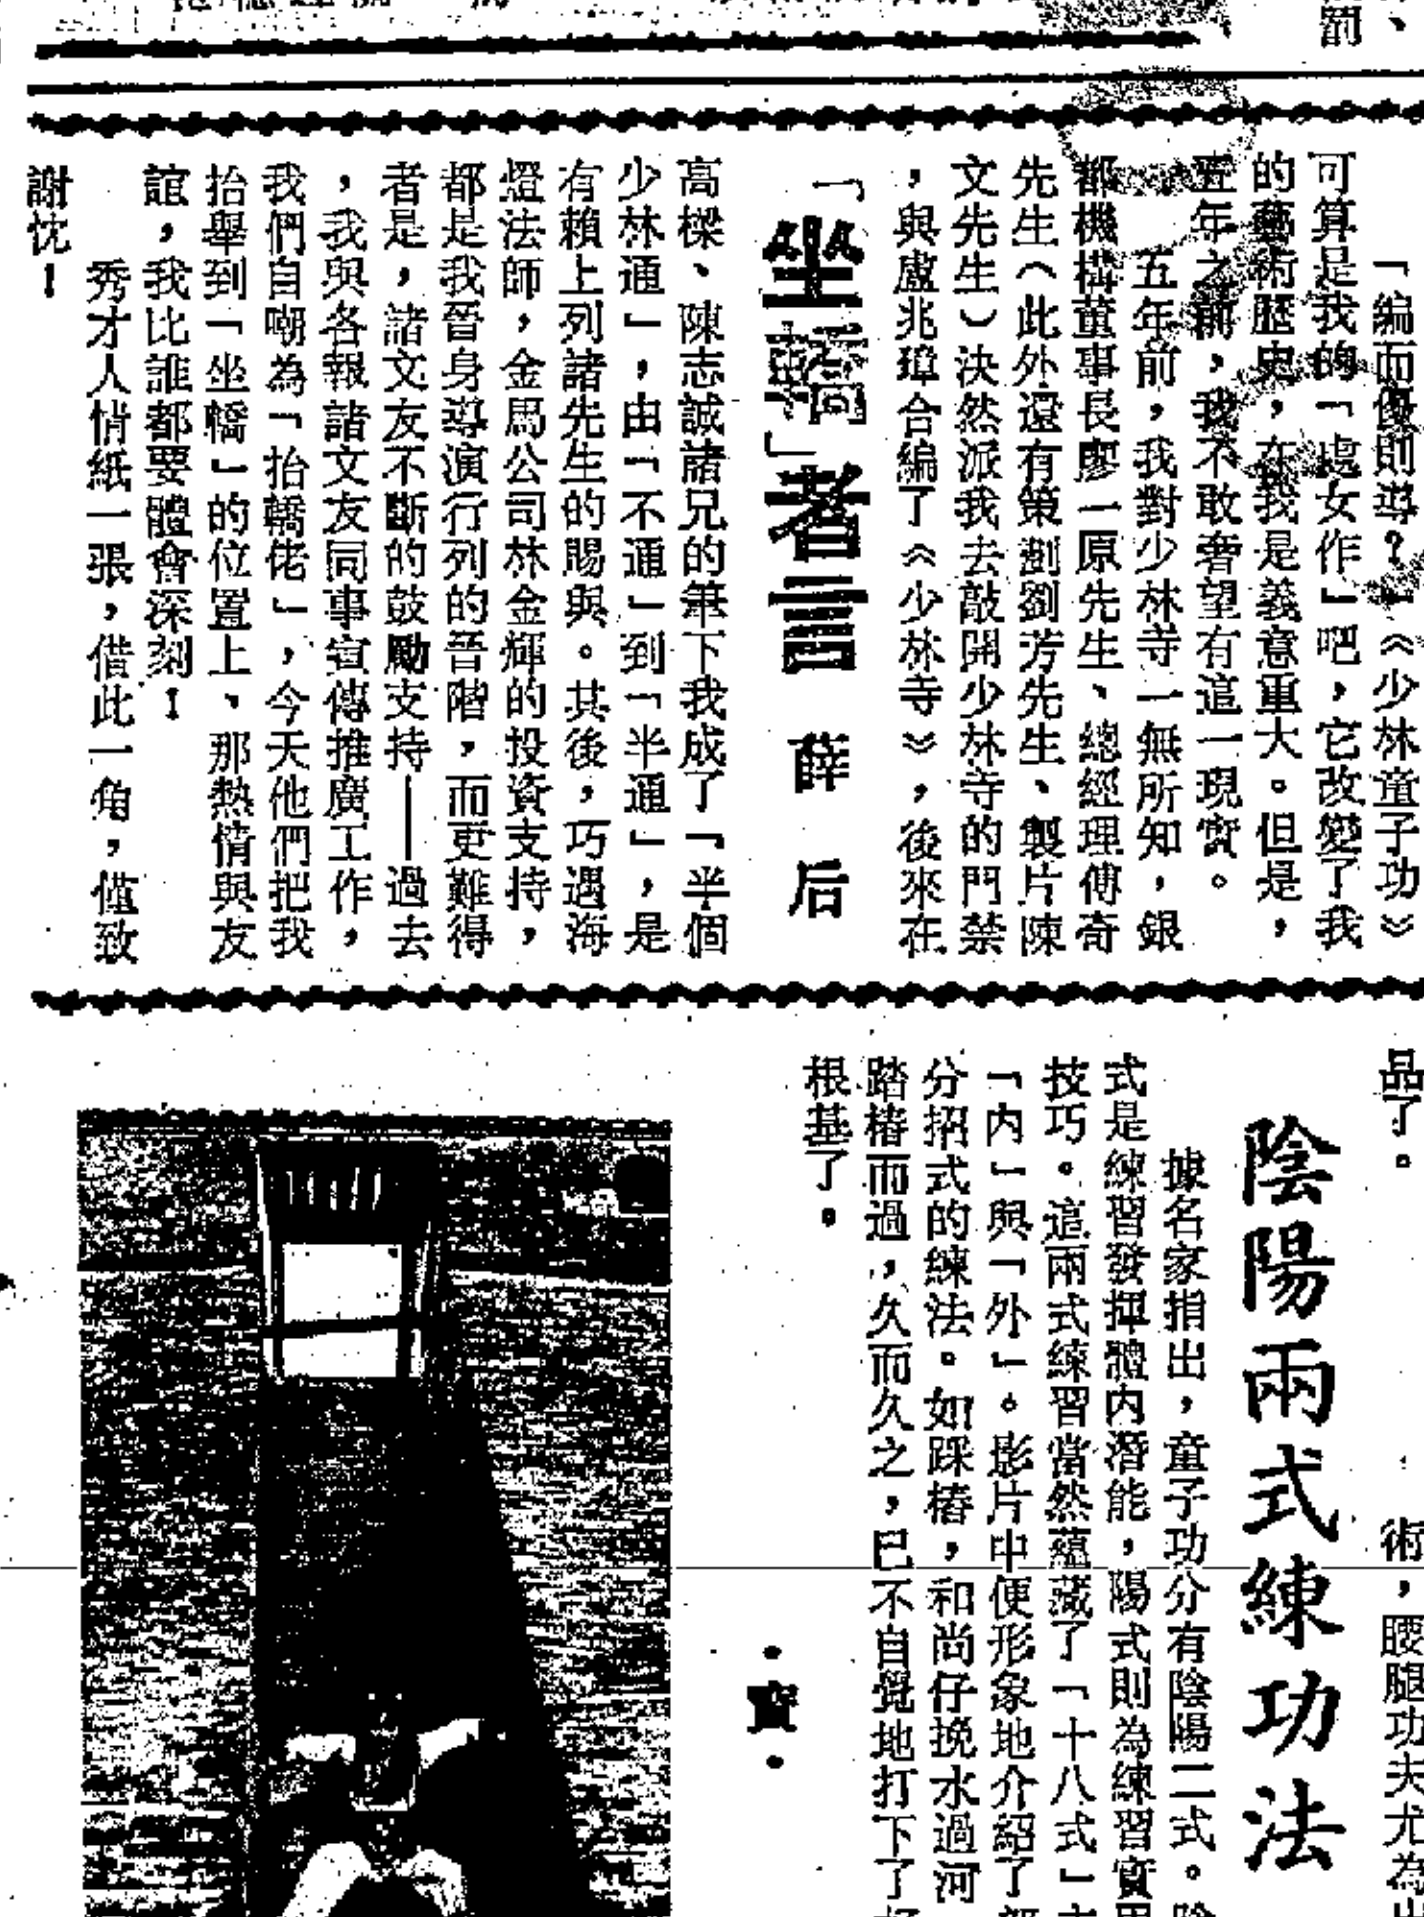 「編而優則導？」《少林童子功》
可算是我的「處女作」吧，它改變了我
的藝術歷史，在我是義意重大。但是，
五年之前，我不敢奢望有這一現實。
五年前，我對少林寺一無所知，銀
都機構董事長廖一原先生、總經理傅奇
先生（此外還有策劃劉芳先生、製片陳
文先生）決然派我去敲開少林寺的門禁
，與盧兆璋合編了《少林寺》，後來在
「坐轎」者言
薛后
高樑、陳志誠諸兄的筆下我成了「半個
少林通」，由「不通」到「半通」，是
有賴上列諸先生的賜與。其後，巧遇海
燈法師，金馬公司林金輝的投資支持，
都是我晉身導演行列的晉階，而更難得
者是，諸文友不斷的鼓勵支持——過去
，我與各報諸文友同事宣傳推廣工作，
我們自嘲為「抬轎佬」，今天他們把我
抬舉到「坐轎」的位置上、那熱情與友
誼，我比誰都要體會深刻！
秀才人情紙一張，借此一角，僅致
謝忱！
品了。
術，腰腿功夫尤為
陰陽兩式練功法
據名家指出，童子功分有陰陽二式。陰
式是練習發揮體內潛能，陽式則為練習實用
技巧。這兩式練習當然蘊藏了「十八式」
「內」與「外」。影片中便形象地介紹了
分招式的練法。如踩樁，和尚仔挽水過河
踏樁而過，久而久之，已不自覺地打下了
根基了。
・寶・